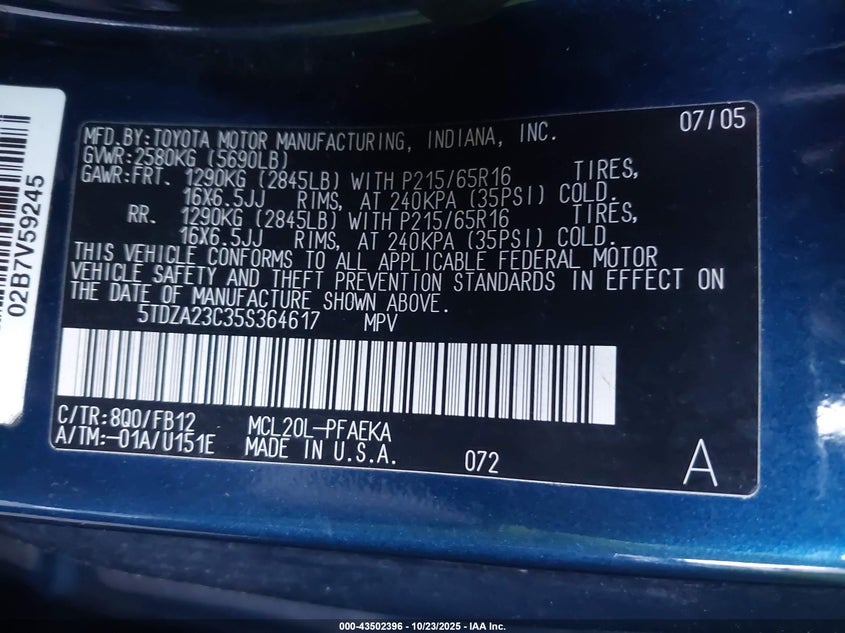 02B7V59245
MFD.BY:TOYOTA MOTOR MANUFACTURING, INDIANA, INC. 07/05
GVWR:2580KG (5690LB)
GAWR:FRT. 1290KG (2845LB) WITH P215/65R16 TIRES,
16X6.5JJ RIMS, AT 240KPA (35PSI) COLD.
RR. 1290KG (2845LB) WITH P215/65R16 TIRES,
16X6.5JJ RIMS, AT 240KPA (35PSI) COLD.
THIS VEHICLE CONFORMS TO ALL APPLICABLE FEDERAL MOTOR
VEHICLE SAFETY AND THEFT PREVENTION STANDARDS IN EFFECT ON
THE DATE OF MANUFACTURE SHOWN ABOVE.
5TDZA23C35S364617 MPV
C/TR:8Q0/FB12 MCL20L-PFAEKA
A/TM:-01A/U151E MADE IN U.S.A. 072 A
000-43502396 - 10/23/2025 - IAA Inc.